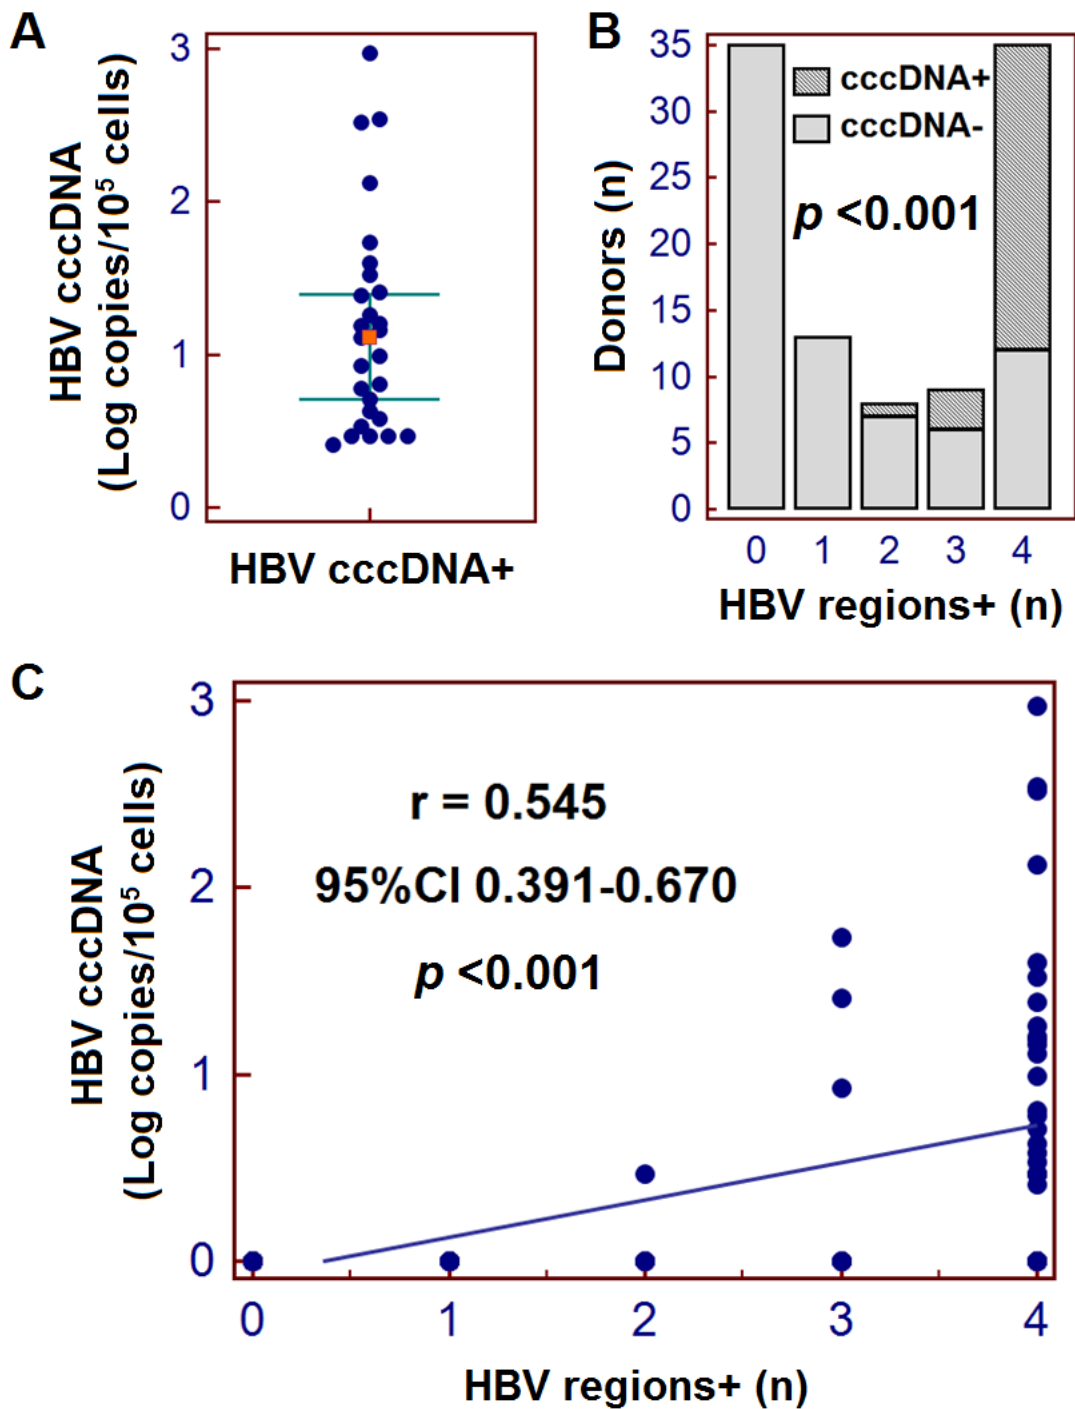 A
3
2
1
0
HBV cccDNA
(Log copies/10⁵ cells)
HBV cccDNA+
B
35
30
25
20
15
10
5
0
Donors (n)
cccDNA+
cccDNA-
p <0.001
0 1 2 3 4
HBV regions+ (n)
C
3
2
1
0
HBV cccDNA
(Log copies/10⁵ cells)
r = 0.545
95%CI 0.391-0.670
p <0.001
0 1 2 3 4
HBV regions+ (n)